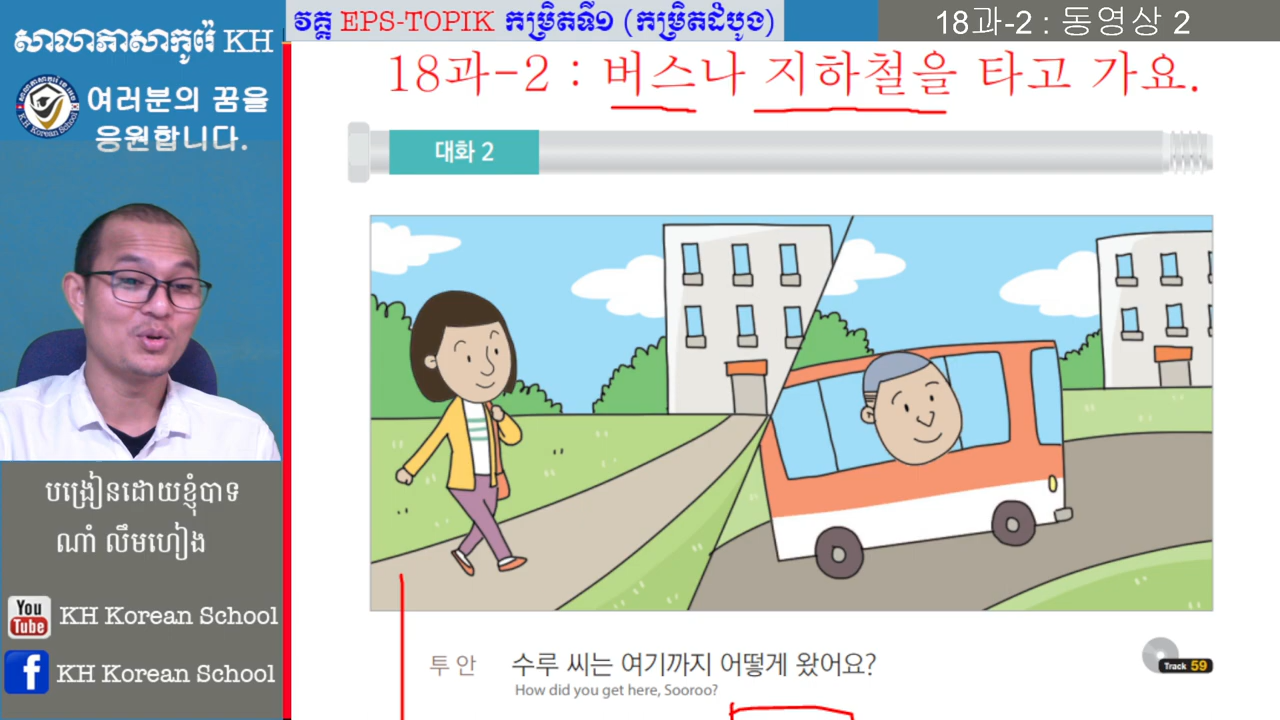 សាលាភាសាកូរ៉េ KH
여러분의 꿈을
응원합니다.
វគ្គ EPS-TOPIK កម្រិតទី១ (កម្រិតដំបូង)
18과-2 : 동영상 2
18과-2 : 버스나 지하철을 타고 가요.
대화 2
បង្រៀនដោយខ្ញុំបាទ
ណាំ លឹមហៀង
You Tube KH Korean School
f KH Korean School
투 안 수루 씨는 여기까지 어떻게 왔어요?
How did you get here, Sooroo?
Track 59